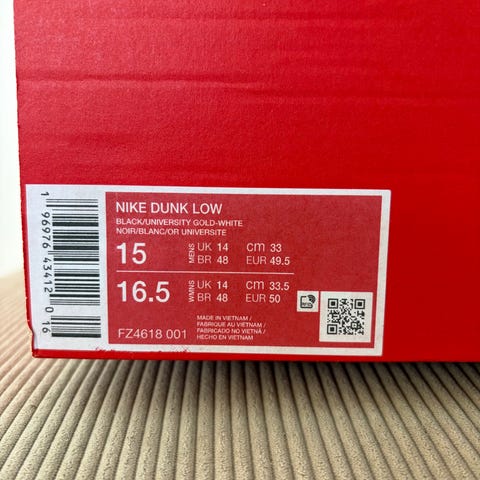 1 96976 43412 0 16
NIKE DUNK LOW
BLACK/UNIVERSITY GOLD-WHITE
NOIR/BLANC/OR UNIVERSITE
15 MENS UK 14 cm 33
BR 48 EUR 49.5
16.5 WMNS UK 14 cm 33.5
BR 48 EUR 50
FZ4618 001
MADE IN VIETNAM /
FABRIQUE AU VIETNAM /
FABRICADO NO VIETNÃ /
HECHO EN VIETNAM